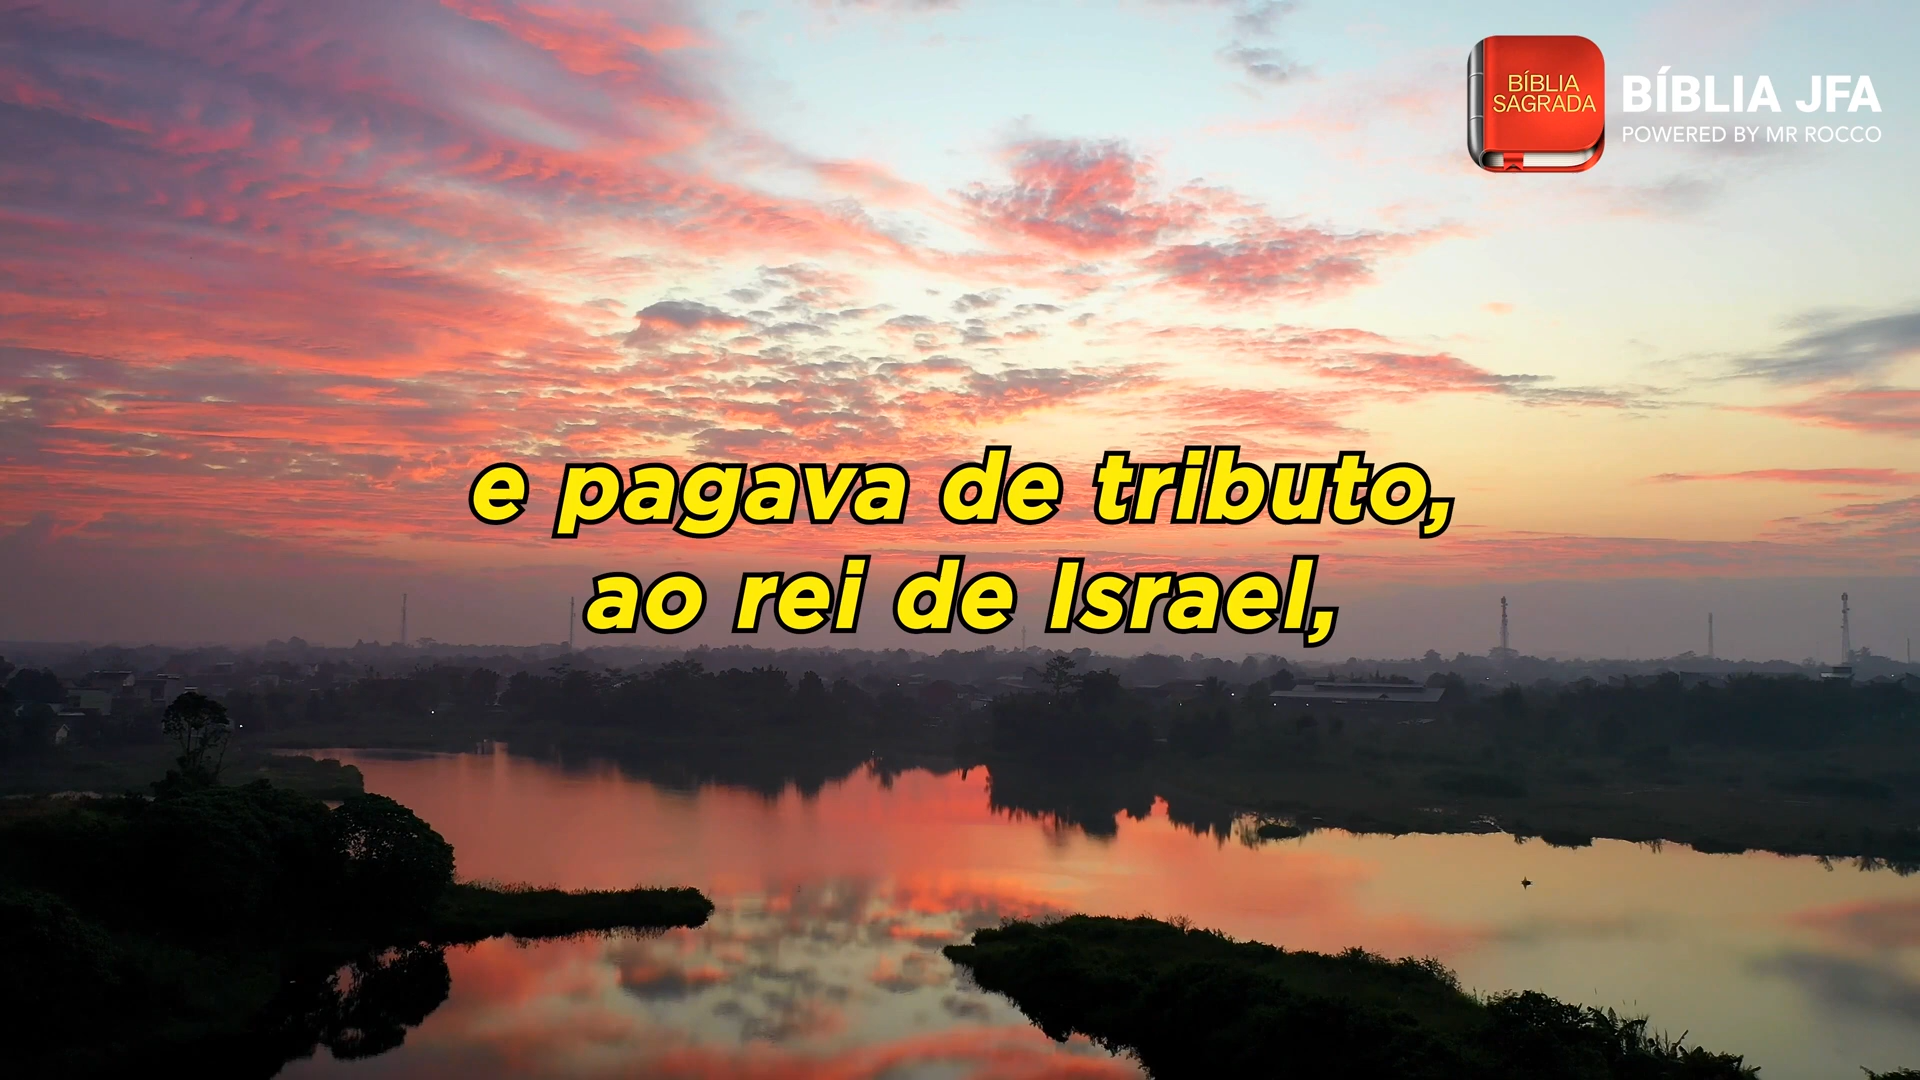 BÍBLIA
SAGRADA
BÍBLIA JFA
POWERED BY MR ROCCO
e pagava de tributo,
ao rei de Israel,